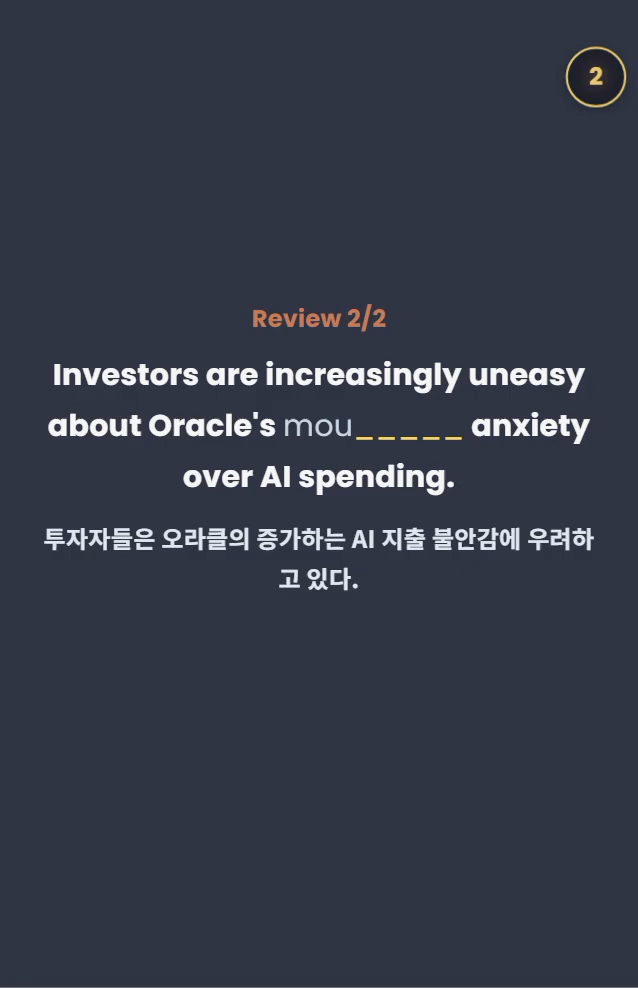 2
Review 2/2
Investors are increasingly uneasy
about Oracle's mou_____ anxiety
over AI spending.
투자자들은 오라클의 증가하는 AI 지출 불안감에 우려하
고 있다.